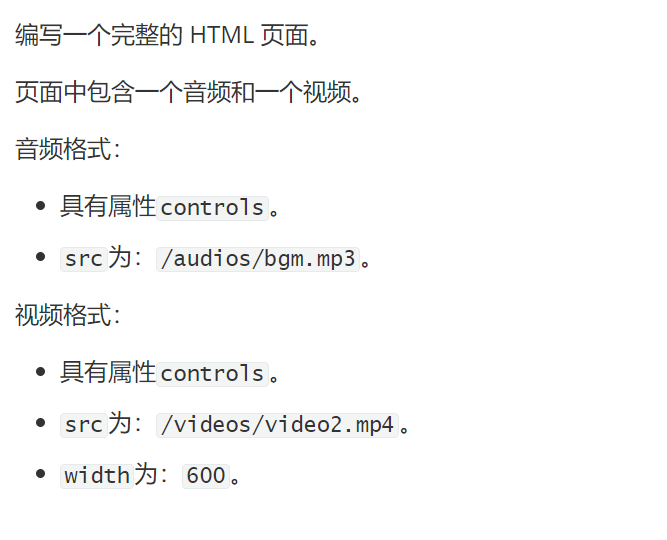 编写一个完整的 HTML 页面。
页面中包含一个音频和一个视频。
音频格式：
• 具有属性controls。
• src为：/audios/bgm.mp3。
视频格式：
• 具有属性controls。
• src为：/videos/video2.mp4。
• width为：600。